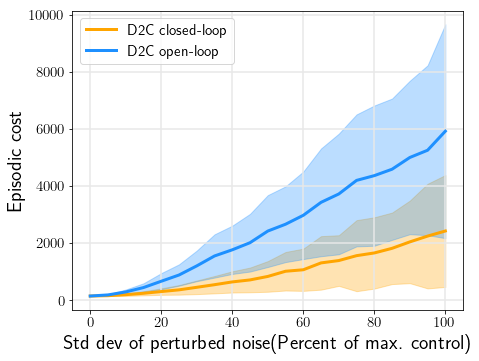 D2C closed-loop
D2C open-loop
Episodic cost
10000
8000
6000
4000
2000
0
0 20 40 60 80 100
Std dev of perturbed noise(Percent of max. control)